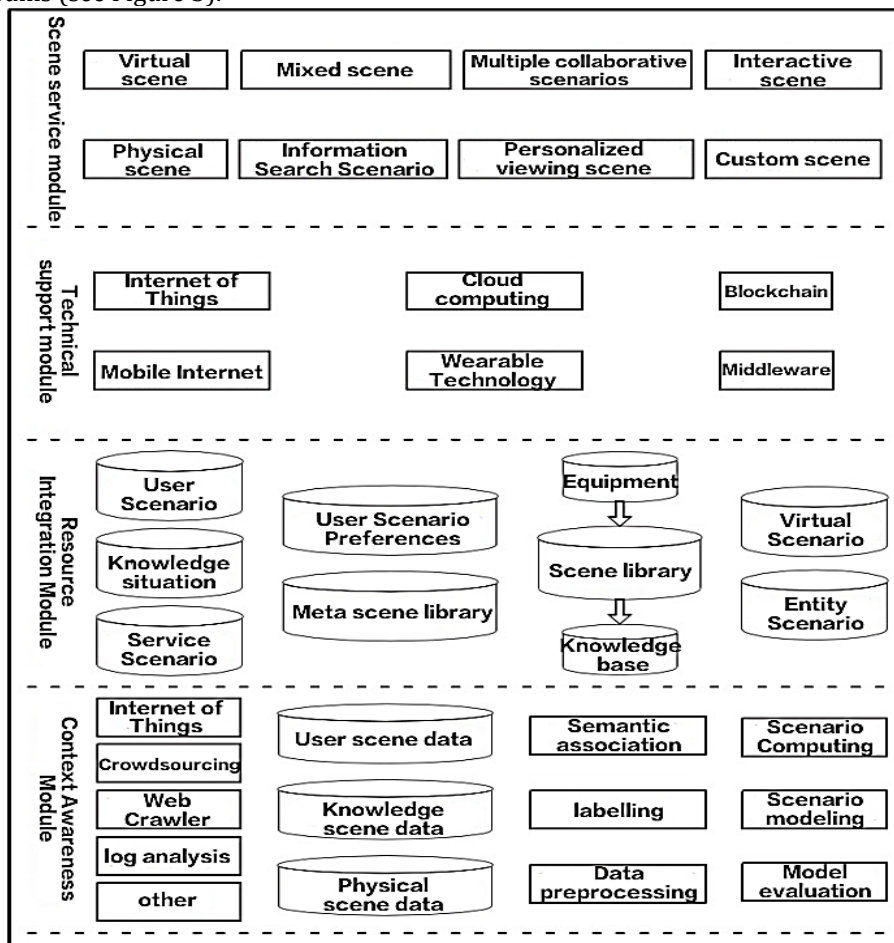 Scene service module
Virtual
scene
Mixed scene
Multiple collaborative
scenarios
Interactive
scene
Physical
scene
Information
Search Scenario
Personalized
viewing scene
Custom scene
Technical
support module
Internet of
Things
Cloud
computing
Blockchain
Mobile Internet
Wearable
Technology
Middleware
Resource
Integration Module
User
Scenario
Knowledge
situation
Service
Scenario
User Scenario
Preferences
Meta scene library
Equipment
Scene library
Knowledge
base
Virtual
Scenario
Entity
Scenario
Context Awareness
Module
Internet of
Things
Crowdsourcing
Web
Crawler
log analysis
other
User scene data
Knowledge
scene data
Physical
scene data
Semantic
association
labelling
Data
preprocessing
Scenario
Computing
Scenario
modeling
Model
evaluation